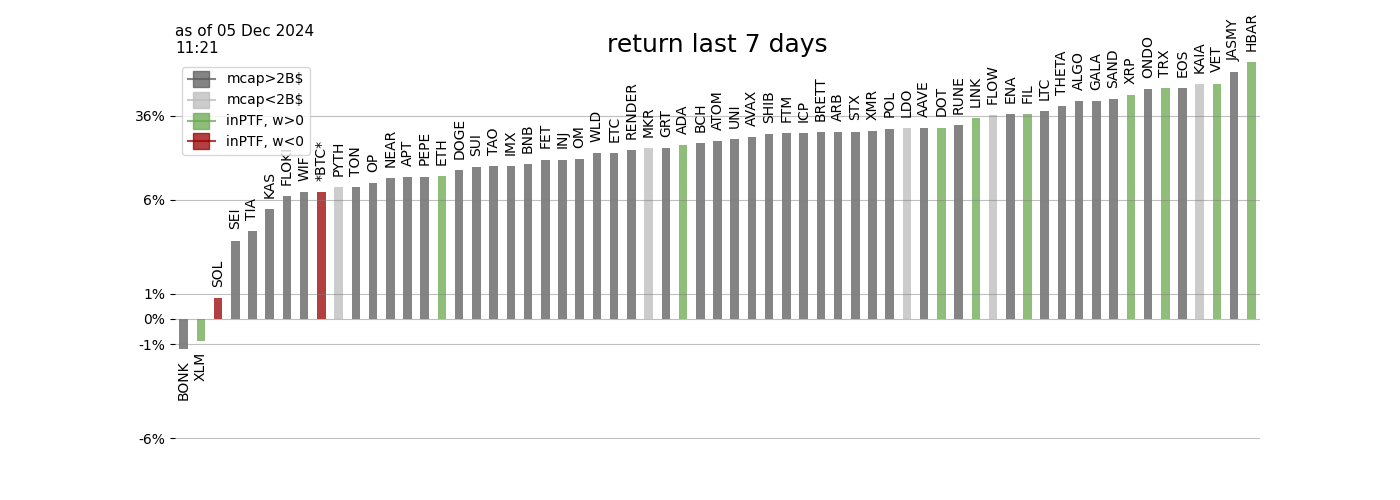 as of 05 Dec 2024
11:21
return last 7 days
mcap>2B$
mcap<2B$
inPTF, w>0
inPTF, w<0
36%
6%
1%
0%
-1%
-6%
BONK
XLM
SOL
SEI
TIA
KAS
FLOKI
WIF
*BTC*
PYTH
TON
OP
NEAR
APT
PEPE
ETH
DOGE
SUI
TAO
IMX
BNB
FET
INJ
OM
WLD
ETC
RENDER
MKR
GRT
ADA
BCH
ATOM
UNI
AVAX
SHIB
FTM
ICP
BRETT
ARB
STX
XMR
POL
LDO
AAVE
DOT
RUNE
LINK
FLOW
ENA
FIL
LTC
THETA
ALGO
GALA
SAND
XRP
ONDO
TRX
EOS
KAIA
VET
JASMY
HBAR